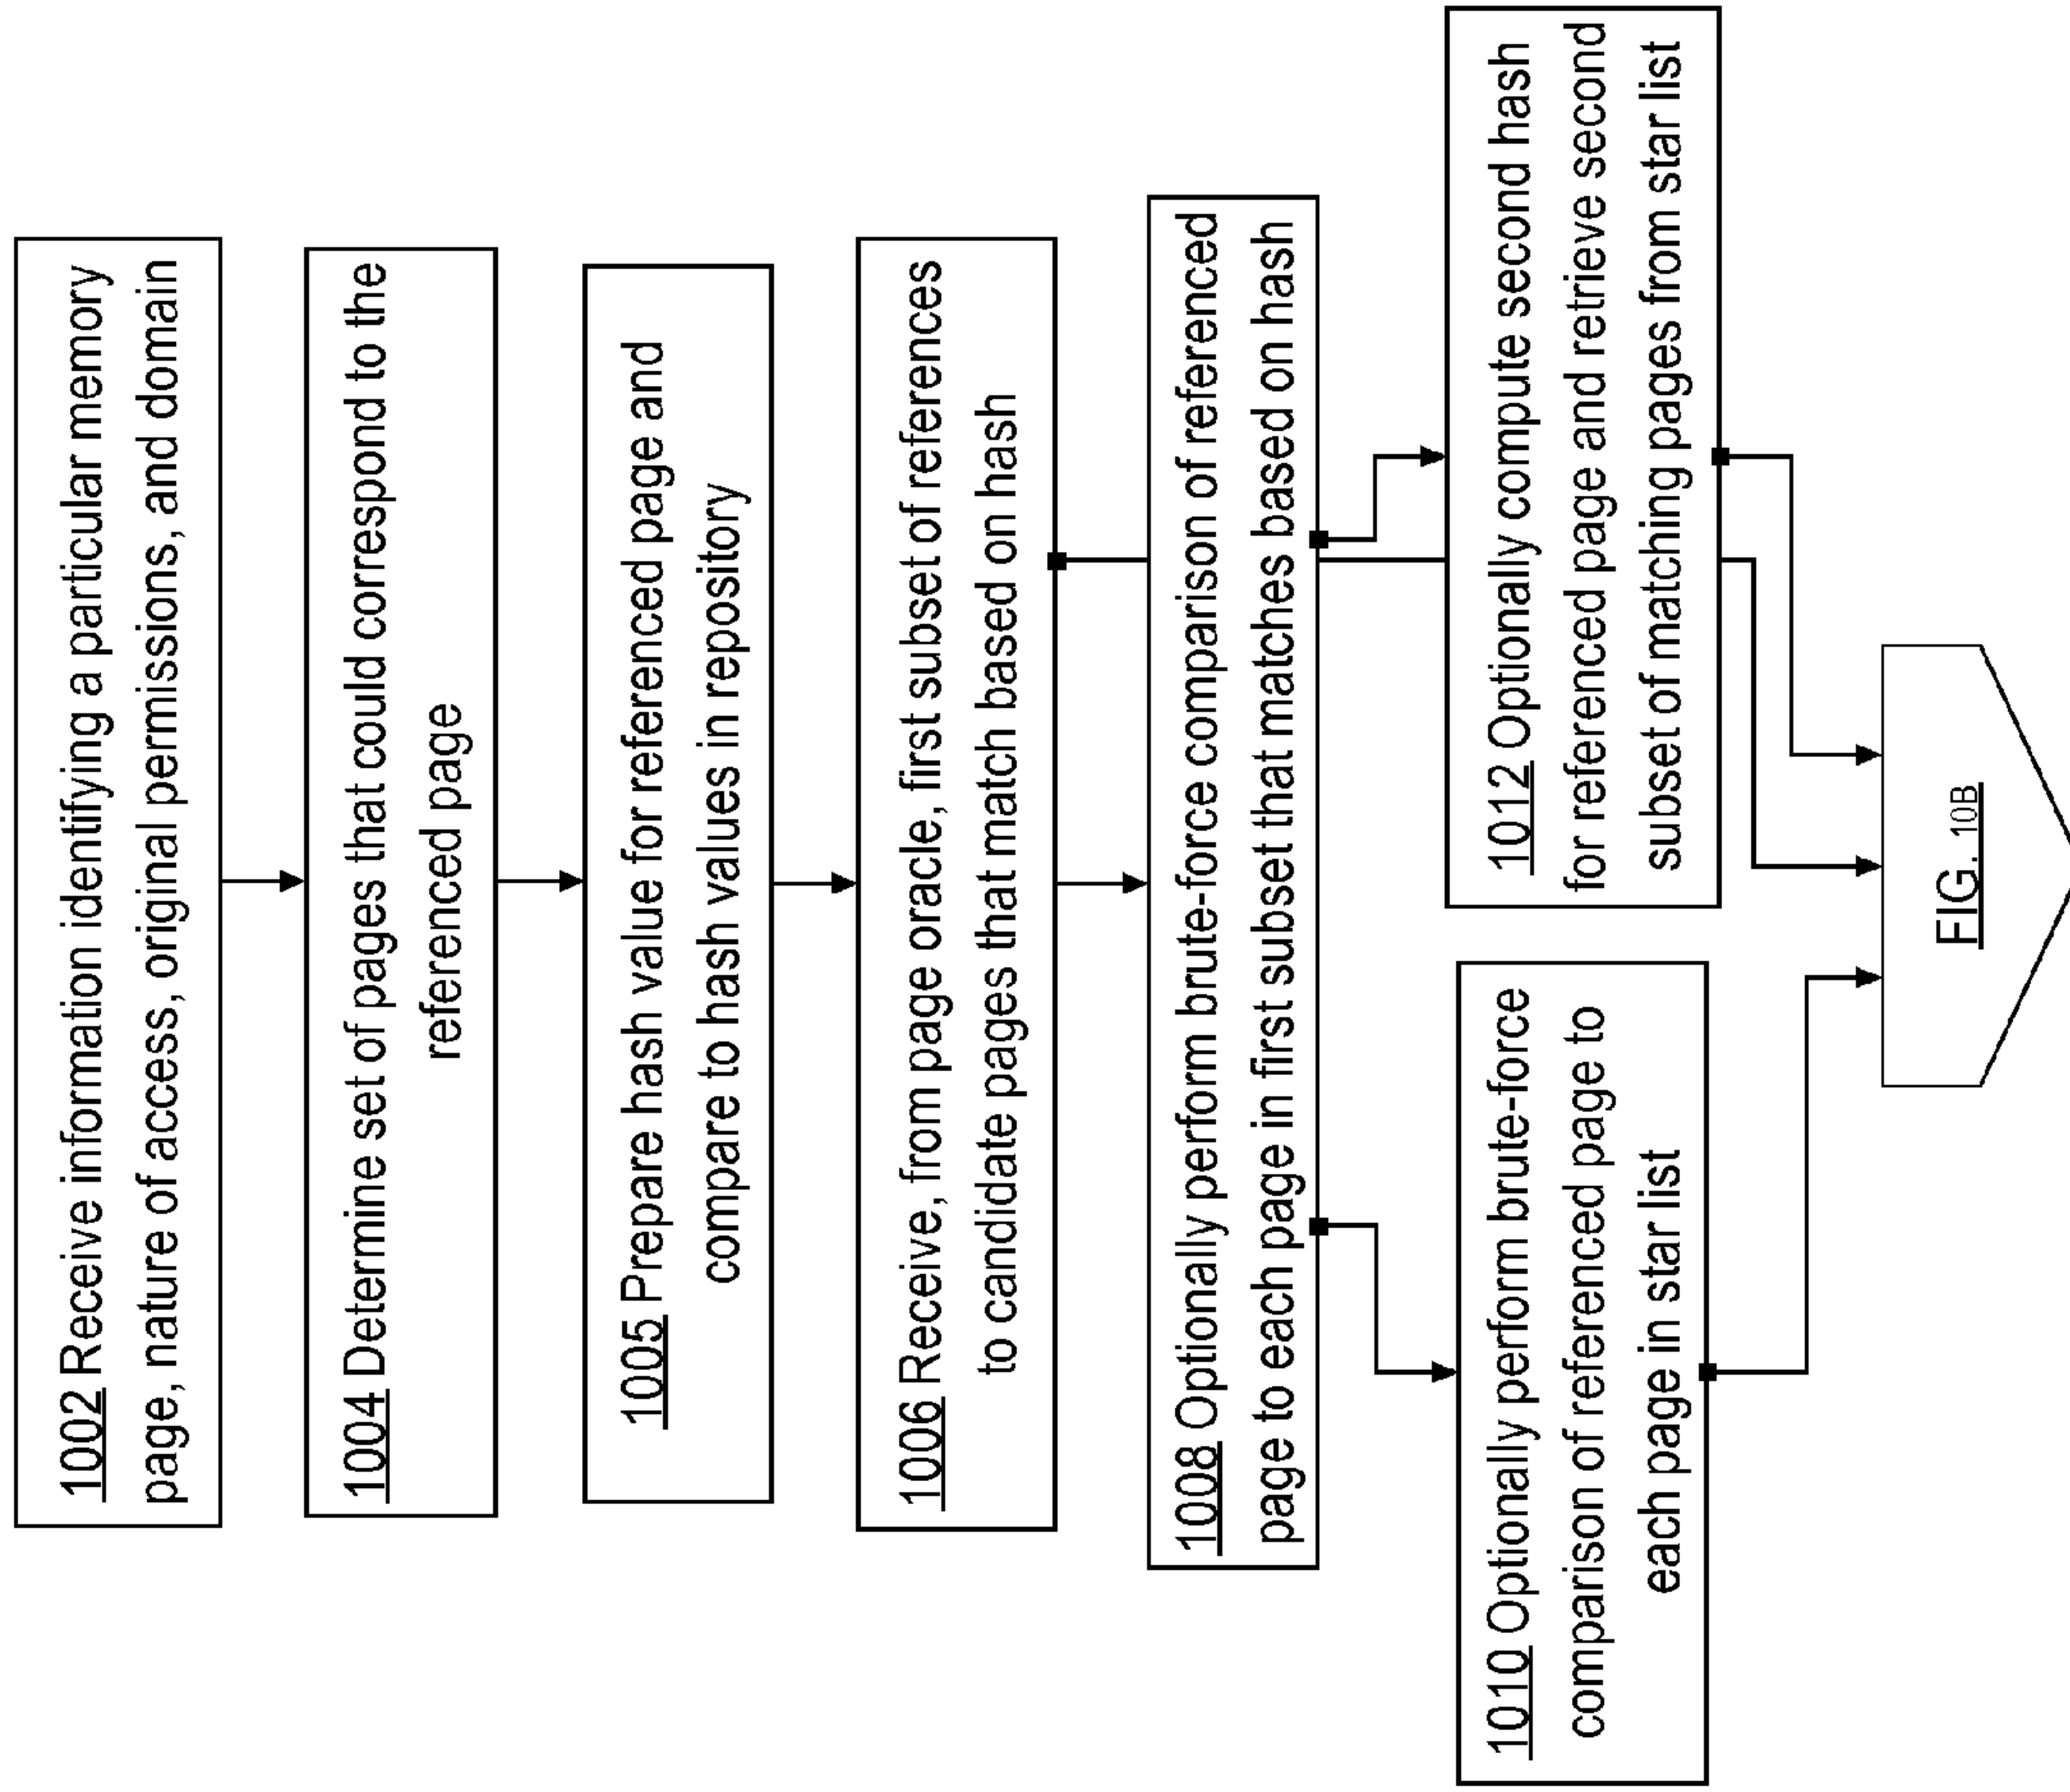 1002 Receive information identifying a particular memory
page, nature of access, original permissions, and domain
1004 Determine set of pages that could correspond to the
referenced page
1005 Prepare hash value for referenced page and
compare to hash values in repository
1006 Receive, from page oracle, first subset of references
to candidate pages that match based on hash
1008 Optionally perform brute-force comparison of referenced
page to each page in first subset that matches based on hash
1010 Optionally perform brute-force
comparison of referenced page to
each page in star list
1012 Optionally compute second hash
for referenced page and retrieve second
subset of matching pages from star list
FIG. 10B